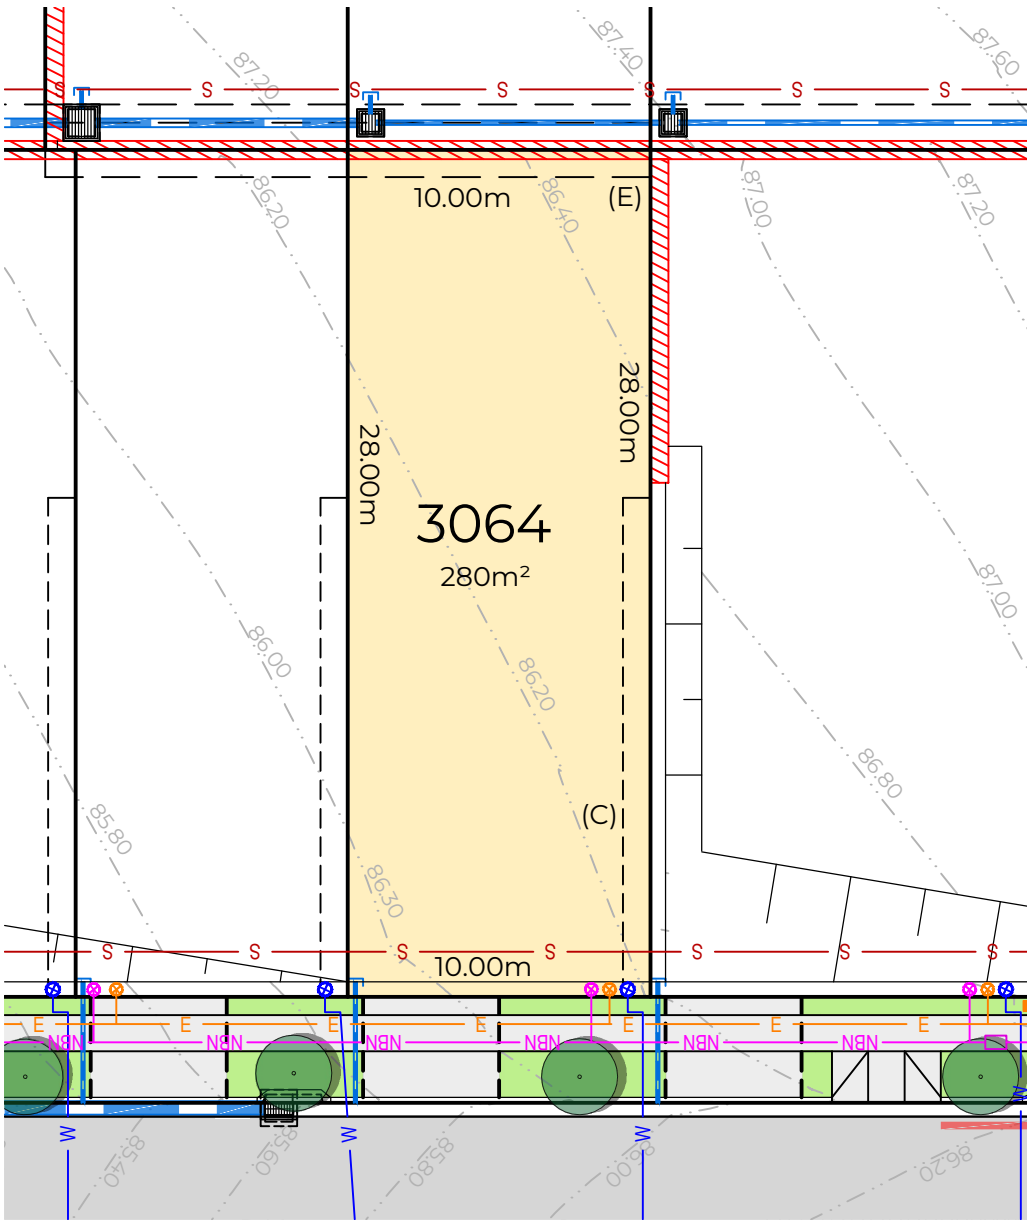 87.20
87.40
87.60
S S S S S S S
86.20
10.00m
86.40
(E)
87.00
87.20
28.00m
28.00m
3064
280m²
86.00
86.20
87.00
86.80
85.80
(C)
86.30
S S S S S S S
10.00m
E E E E E E E
NBN NBN NBN NBN NBN NBN
W W W W
85.40
85.60
85.80
86.00
86.20